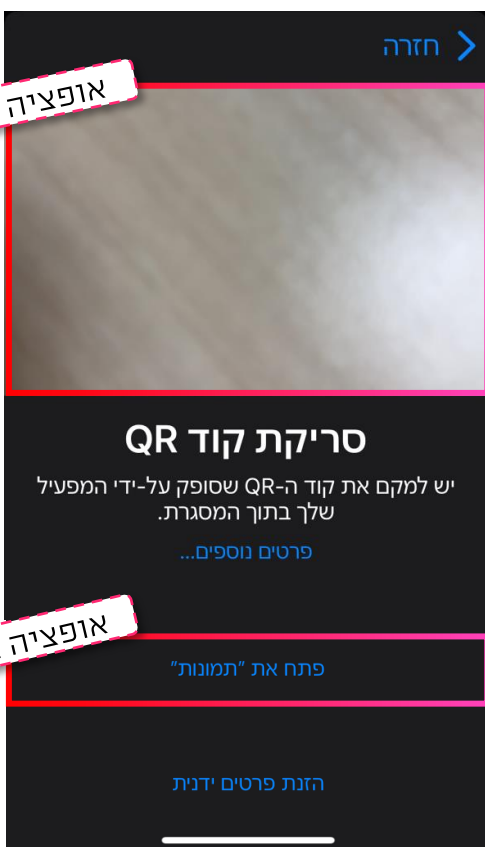 חזרה
אופציה
סריקת קוד QR
יש למקם את קוד ה-QR שסופק על-ידי המפעיל
שלך בתוך המסגרת.
פרטים נוספים...
אופציה
פתח את "תמונות"
הזנת פרטים ידנית